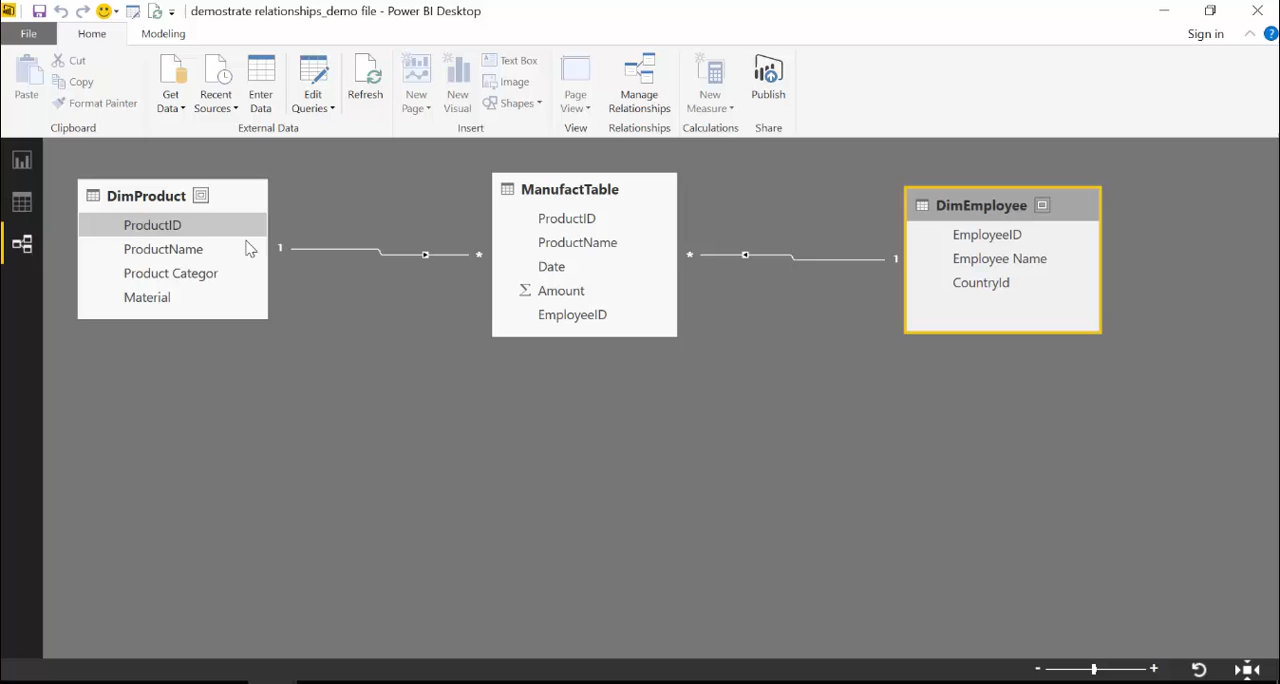 demostrate relationships_demo file - Power BI Desktop
File
Home
Modeling
Sign in
?
Paste
Cut
Copy
Format Painter
Clipboard
Get
Data
Recent
Sources
Enter
Data
Edit
Queries
Refresh
External Data
New
Page
New
Visual
Text Box
Image
Shapes
Insert
Page
View
View
Manage
Relationships
Relationships
New
Measure
Calculations
Publish
Share
DimProduct
ProductID
ProductName
Product Categor
Material
1
*
ManufactTable
ProductID
ProductName
Date
Σ Amount
EmployeeID
*
1
DimEmployee
EmployeeID
Employee Name
CountryId
- +